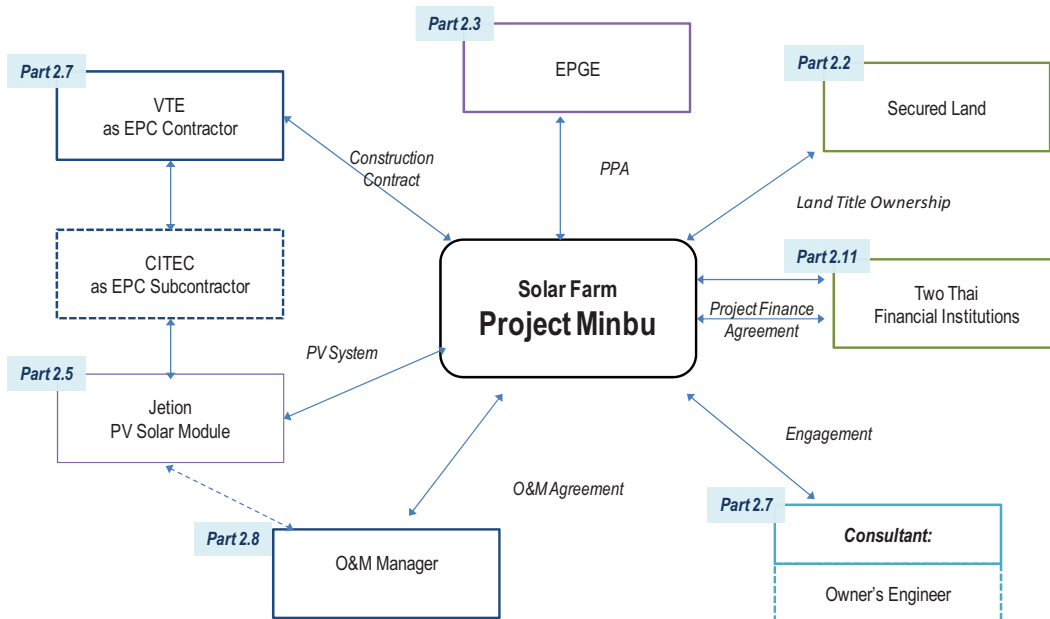 Part 2.3
EPGE
Part 2.7
VTE
as EPC Contractor
Part 2.2
Secured Land
Construction
Contract
PPA
Land Title Ownership
CITEC
as EPC Subcontractor
Solar Farm
Project Minbu
Part 2.11
Two Thai
Financial Institutions
Project Finance
Agreement
PV System
Part 2.5
Jetion
PV Solar Module
Engagement
O&M Agreement
Part 2.8
O&M Manager
Part 2.7
Consultant:
Owner's Engineer